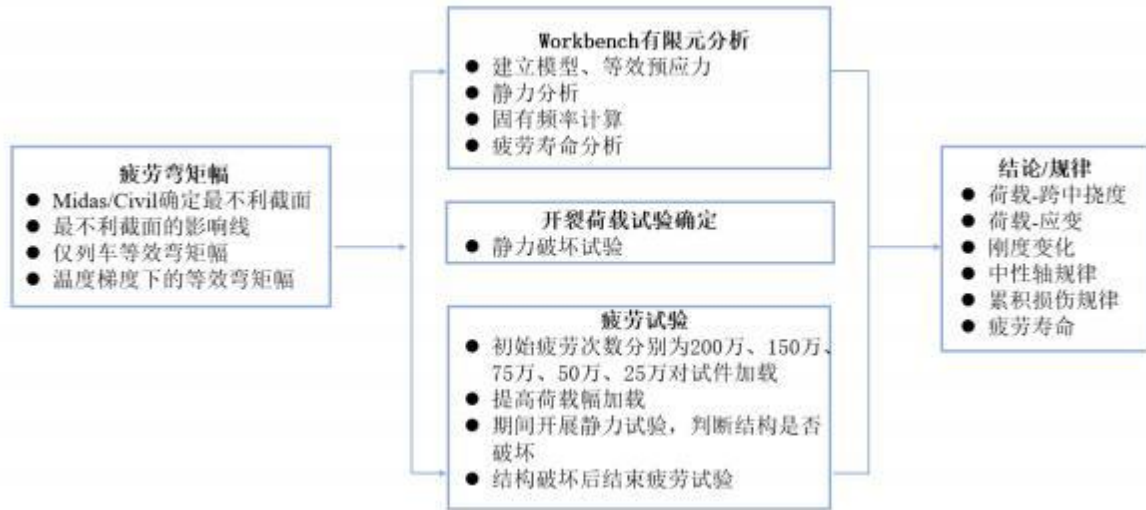 疲劳弯矩幅
● Midas/Civil确定最不利截面
● 最不利截面的影响线
● 仅列车等效弯矩幅
● 温度梯度下的等效弯矩幅
Workbench有限元分析
● 建立模型、等效预应力
● 静力分析
● 固有频率计算
● 疲劳寿命分析
开裂荷载试验确定
● 静力破坏试验
疲劳试验
● 初始疲劳次数分别为200万、150万、
75万、50万、25万对试件加载
● 提高荷载幅加载
● 期间开展静力试验，判断结构是否
破坏
● 结构破坏后结束疲劳试验
结论/规律
● 荷载-跨中挠度
● 荷载-应变
● 刚度变化
● 中性轴规律
● 累积损伤规律
● 疲劳寿命